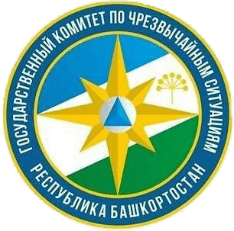 ГОСУДАРСТВЕННЫЙ КОМИТЕТ ПО ЧРЕЗВЫЧАЙНЫМ СИТУАЦИЯМ
РЕСПУБЛИКА БАШКОРТОСТАН